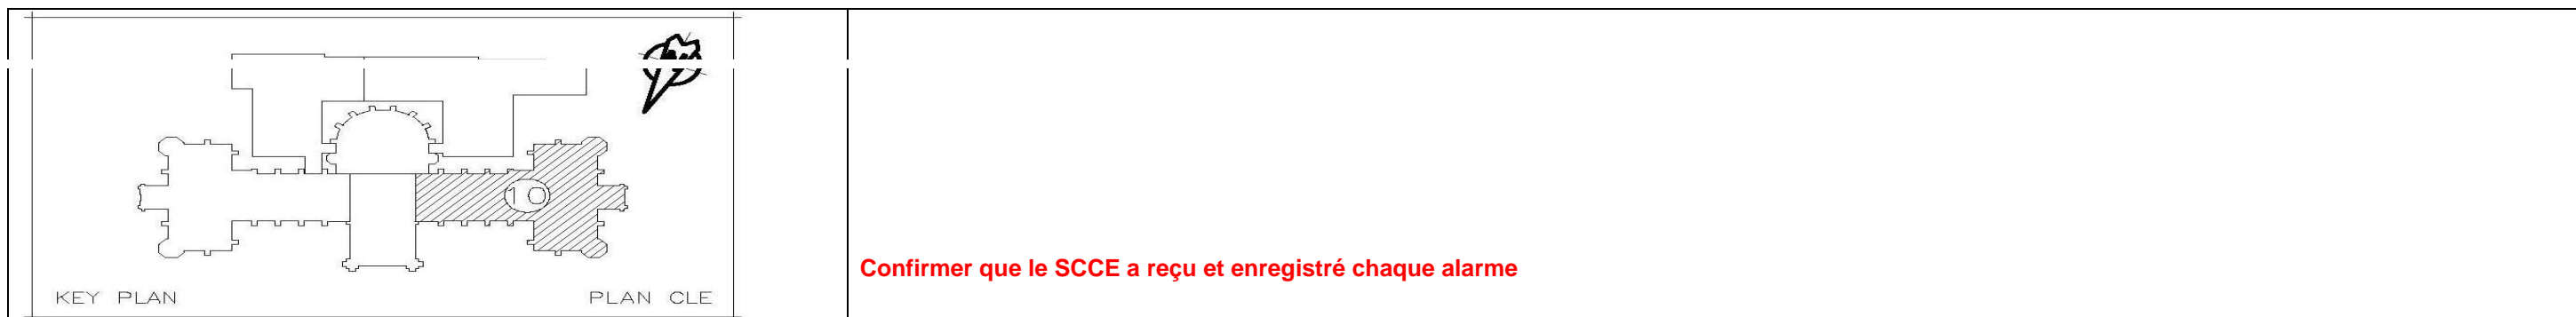 10
Confirmer que le SCCE a reçu et enregistré chaque alarme
KEY PLAN
PLAN CLE